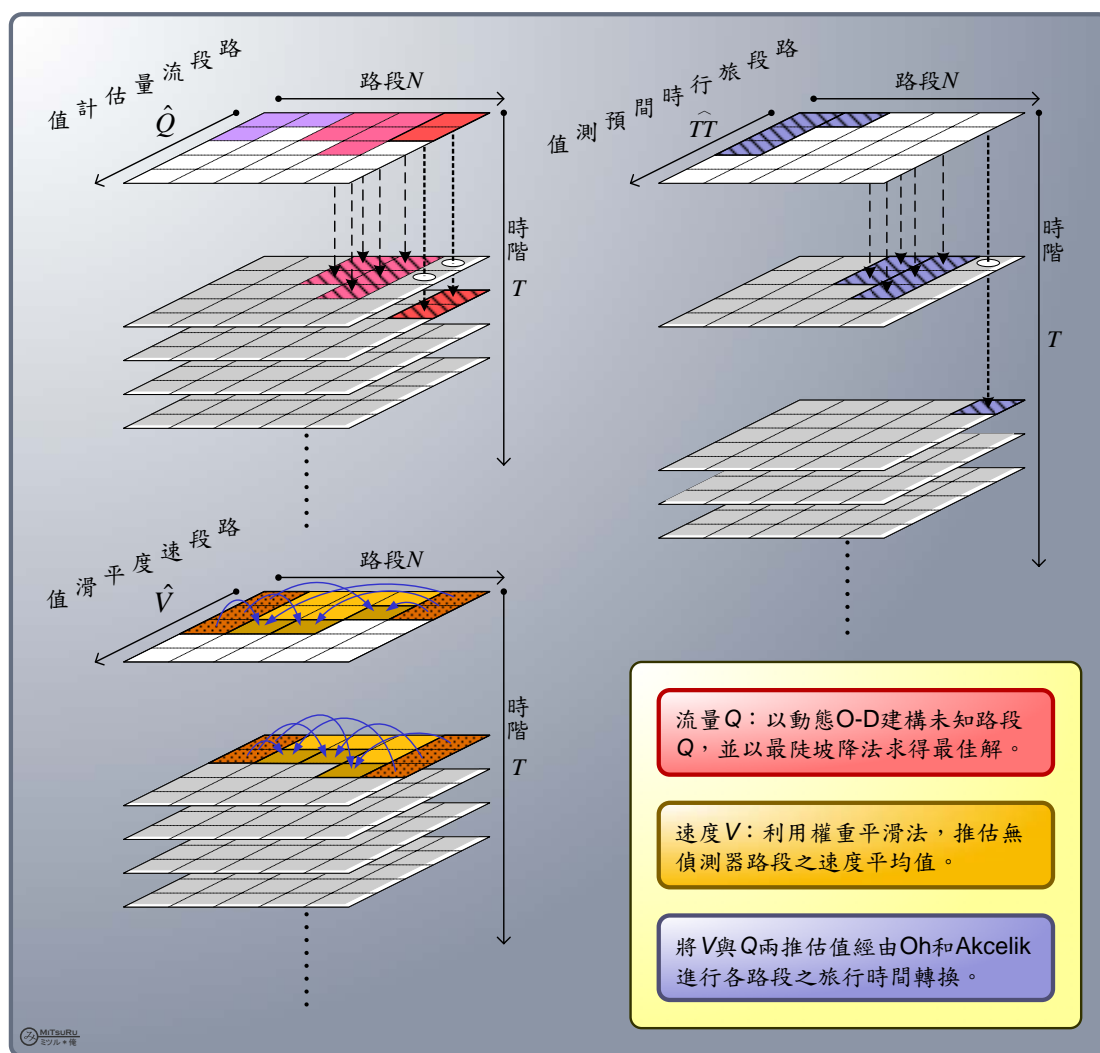 路段流量估計值
Q̂
路段N
時階
T
路段旅行時間預測值
T̂T
路段N
時階
T
路段速度平滑值
V̂
路段N
時階
T
流量Q：以動態O-D建構未知路段
Q，並以最陡坡降法求得最佳解。
速度V：利用權重平滑法，推估無
偵測器路段之速度平均值。
將V與Q兩推估值經由Oh和Akcelik
進行各路段之旅行時間轉換。
MiTsuRu
ミツル●俺